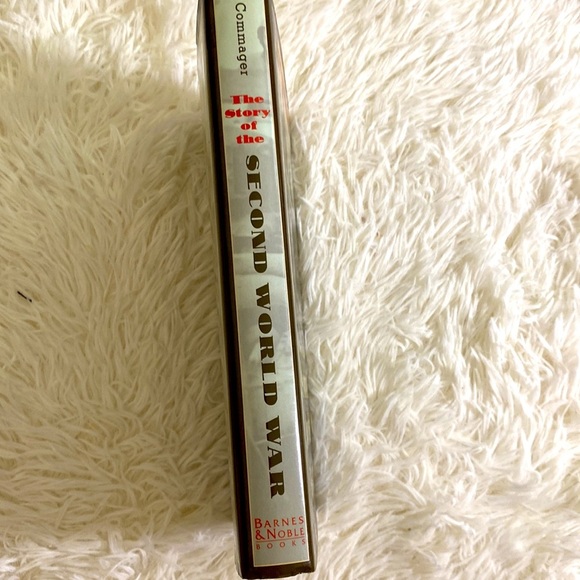 Commager
The
Story
of
the
SECOND WORLD WAR
BARNES
& NOBLE
BOOKS